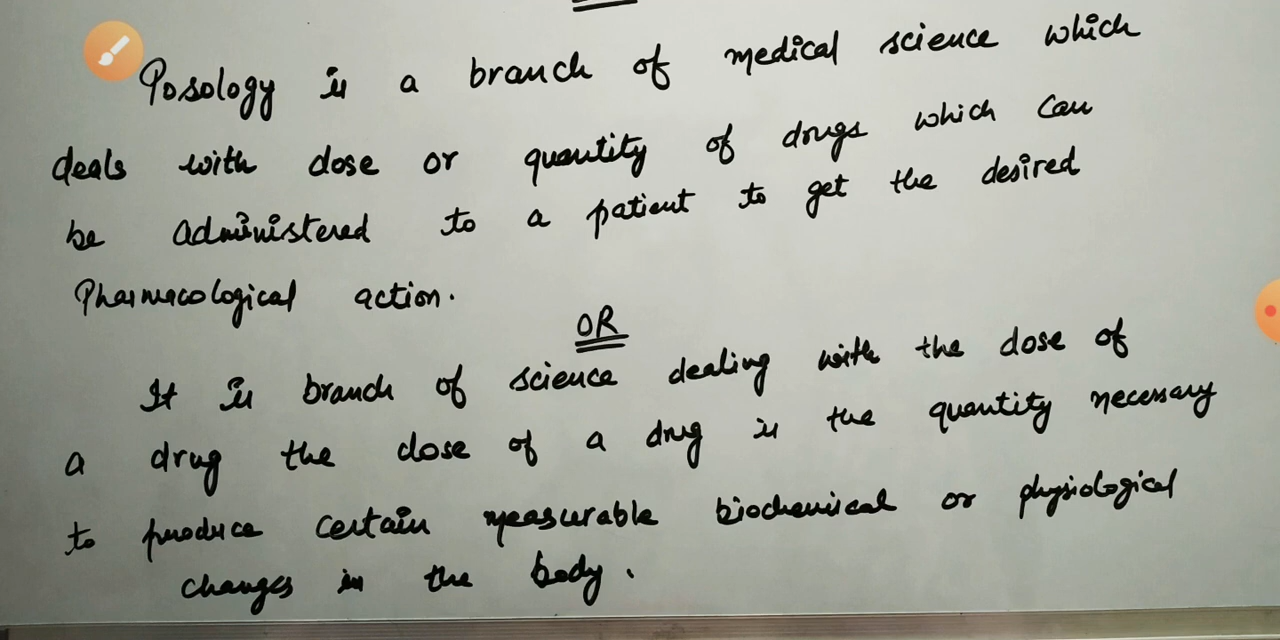 Posology is a branch of medical science which
deals with dose or quantity of drugs which can
be administered to a patient to get the desired
Pharmacological action.
OR
It is branch of science dealing with the dose of
a drug the dose of a drug is the quantity necessary
to produce certain measurable biochemical or physiological
changes in the body.